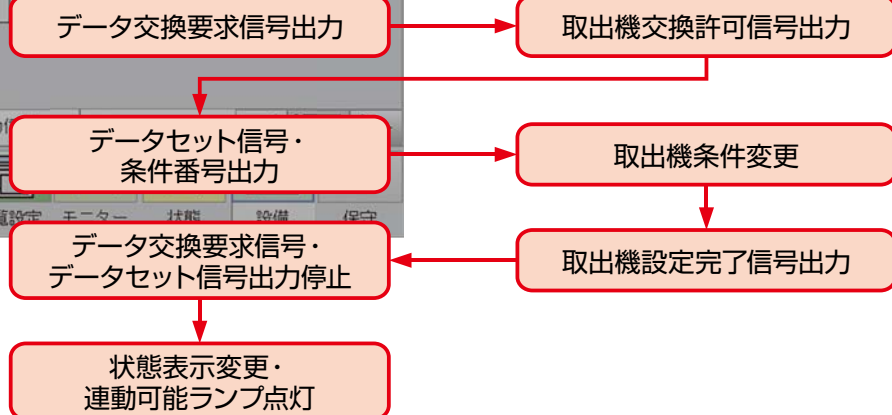 データ交換要求信号出力
取出機交換許可信号出力
データセット信号・
条件番号出力
取出機条件変更
モニター
状態
設備
保守
データ交換要求信号・
データセット信号出力停止
取出機設定完了信号出力
状態表示変更・
連動可能ランプ点灯